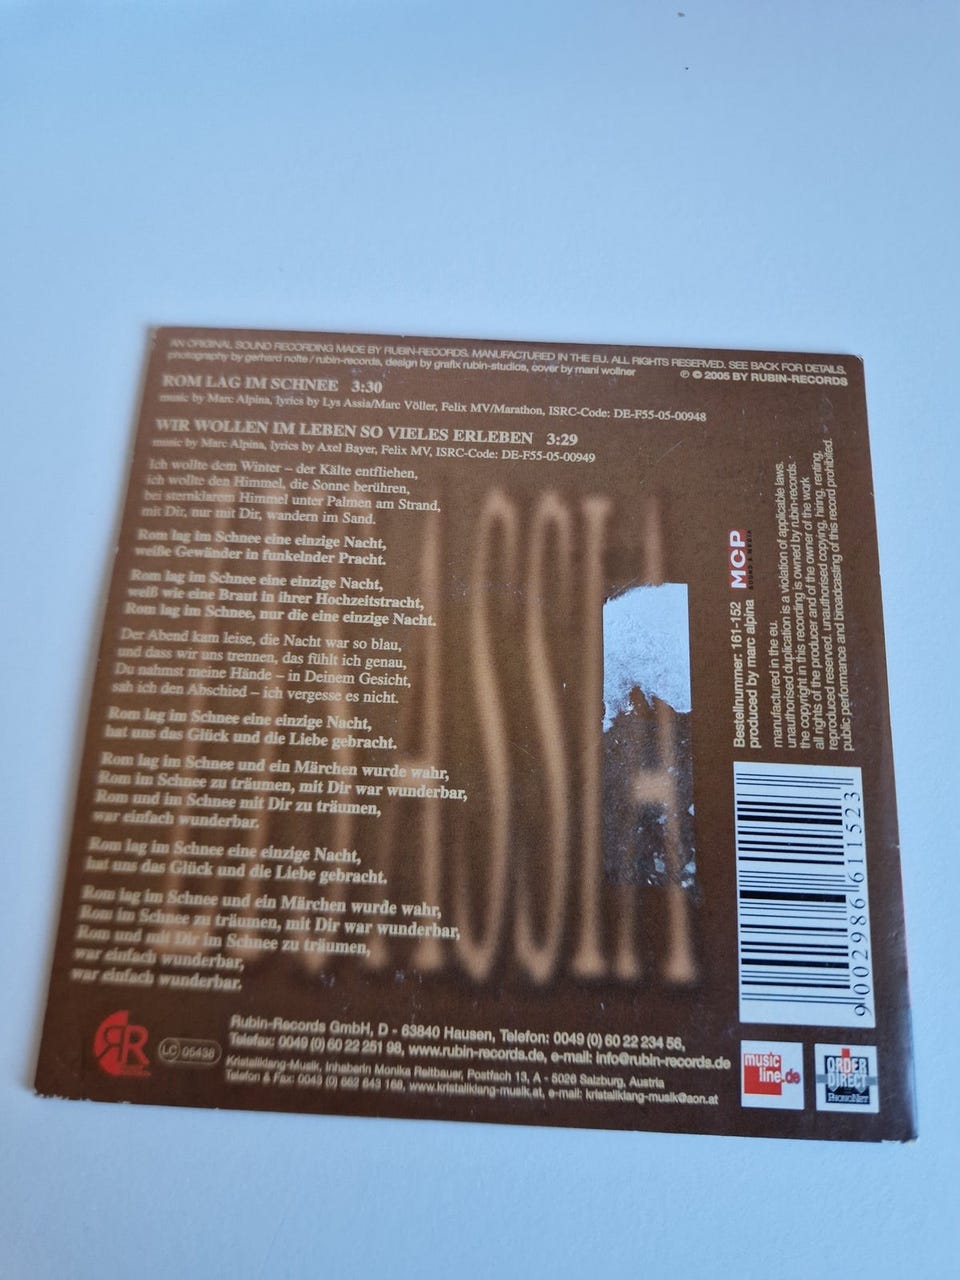 AN ORIGINAL SOUND RECORDING MADE BY RUBIN-RECORDS. MANUFACTURED IN THE EU. ALL RIGHTS RESERVED. SEE BACK FOR DETAILS.
photography by gerhard nolte / rubin-records, design by grafix rubin-studios, cover by mani wollner
℗ © 2005 BY RUBIN-RECORDS
ROM LAG IM SCHNEE 3:30
music by Marc Alpina, lyrics by Lys Assia/Marc Völler, Felix MV/Marathon, ISRC-Code: DE-F55-05-00948
WIR WOLLEN IM LEBEN SO VIELES ERLEBEN 3:29
music by Marc Alpina, lyrics by Axel Bayer, Felix MV, ISRC-Code: DE-F55-05-00949
Ich wollte dem Winter – der Kälte entfliehen,
ich wollte den Himmel, die Sonne berühren,
bei sternklarem Himmel unter Palmen am Strand,
mit Dir, nur mit Dir, wandern im Sand.
Rom lag im Schnee eine einzige Nacht,
weiße Gewänder in funkelnder Pracht.
Rom lag im Schnee eine einzige Nacht,
weiß wie eine Braut in ihrer Hochzeitstracht,
Rom lag im Schnee, nur die eine einzige Nacht.
Der Abend kam leise, die Nacht war so blau,
und dass wir uns trennen, das fühlt ich genau,
Du nahmst meine Hände – in Deinem Gesicht,
sah ich den Abschied – ich vergesse es nicht.
Rom lag im Schnee eine einzige Nacht,
hat uns das Glück und die Liebe gebracht.
Rom lag im Schnee und ein Märchen wurde wahr,
Rom im Schnee zu träumen, mit Dir war wunderbar,
Rom und im Schnee mit Dir zu träumen,
war einfach wunderbar.
Rom lag im Schnee eine einzige Nacht,
hat uns das Glück und die Liebe gebracht.
Rom lag im Schnee und ein Märchen wurde wahr,
Rom im Schnee zu träumen, mit Dir war wunderbar,
Rom und mit Dir im Schnee zu träumen,
war einfach wunderbar,
war einfach wunderbar.
ASSIA
MCP
SOUND & MEDIA
Bestellnummer: 161-152
produced by marc alpina
manufactured in the eu.
unauthorised duplication is a violation of applicable laws.
the copyright in this recording is owned by rubin-records.
all rights of the producer and of the owner of the work
reproduced reserved. unauthorised copying, hiring, renting,
public performance and broadcasting of this record prohibited.
9 002986 611523
RR
LC 05438
Rubin-Records GmbH, D - 63840 Hausen, Telefon: 0049 (0) 60 22 234 56,
Telefax: 0049 (0) 60 22 251 98, www.rubin-records.de, e-mail: info@rubin-records.de
Kristallklang-Musik, Inhaberin Monika Reitbauer, Postfach 13, A - 5026 Salzburg, Austria
Telefon & Fax: 0043 (0) 662 643 168, www.kristallklang-musik.at, e-mail: kristallklang-musik@aon.at
music
line.de
ORDER
DIRECT
PHONONET